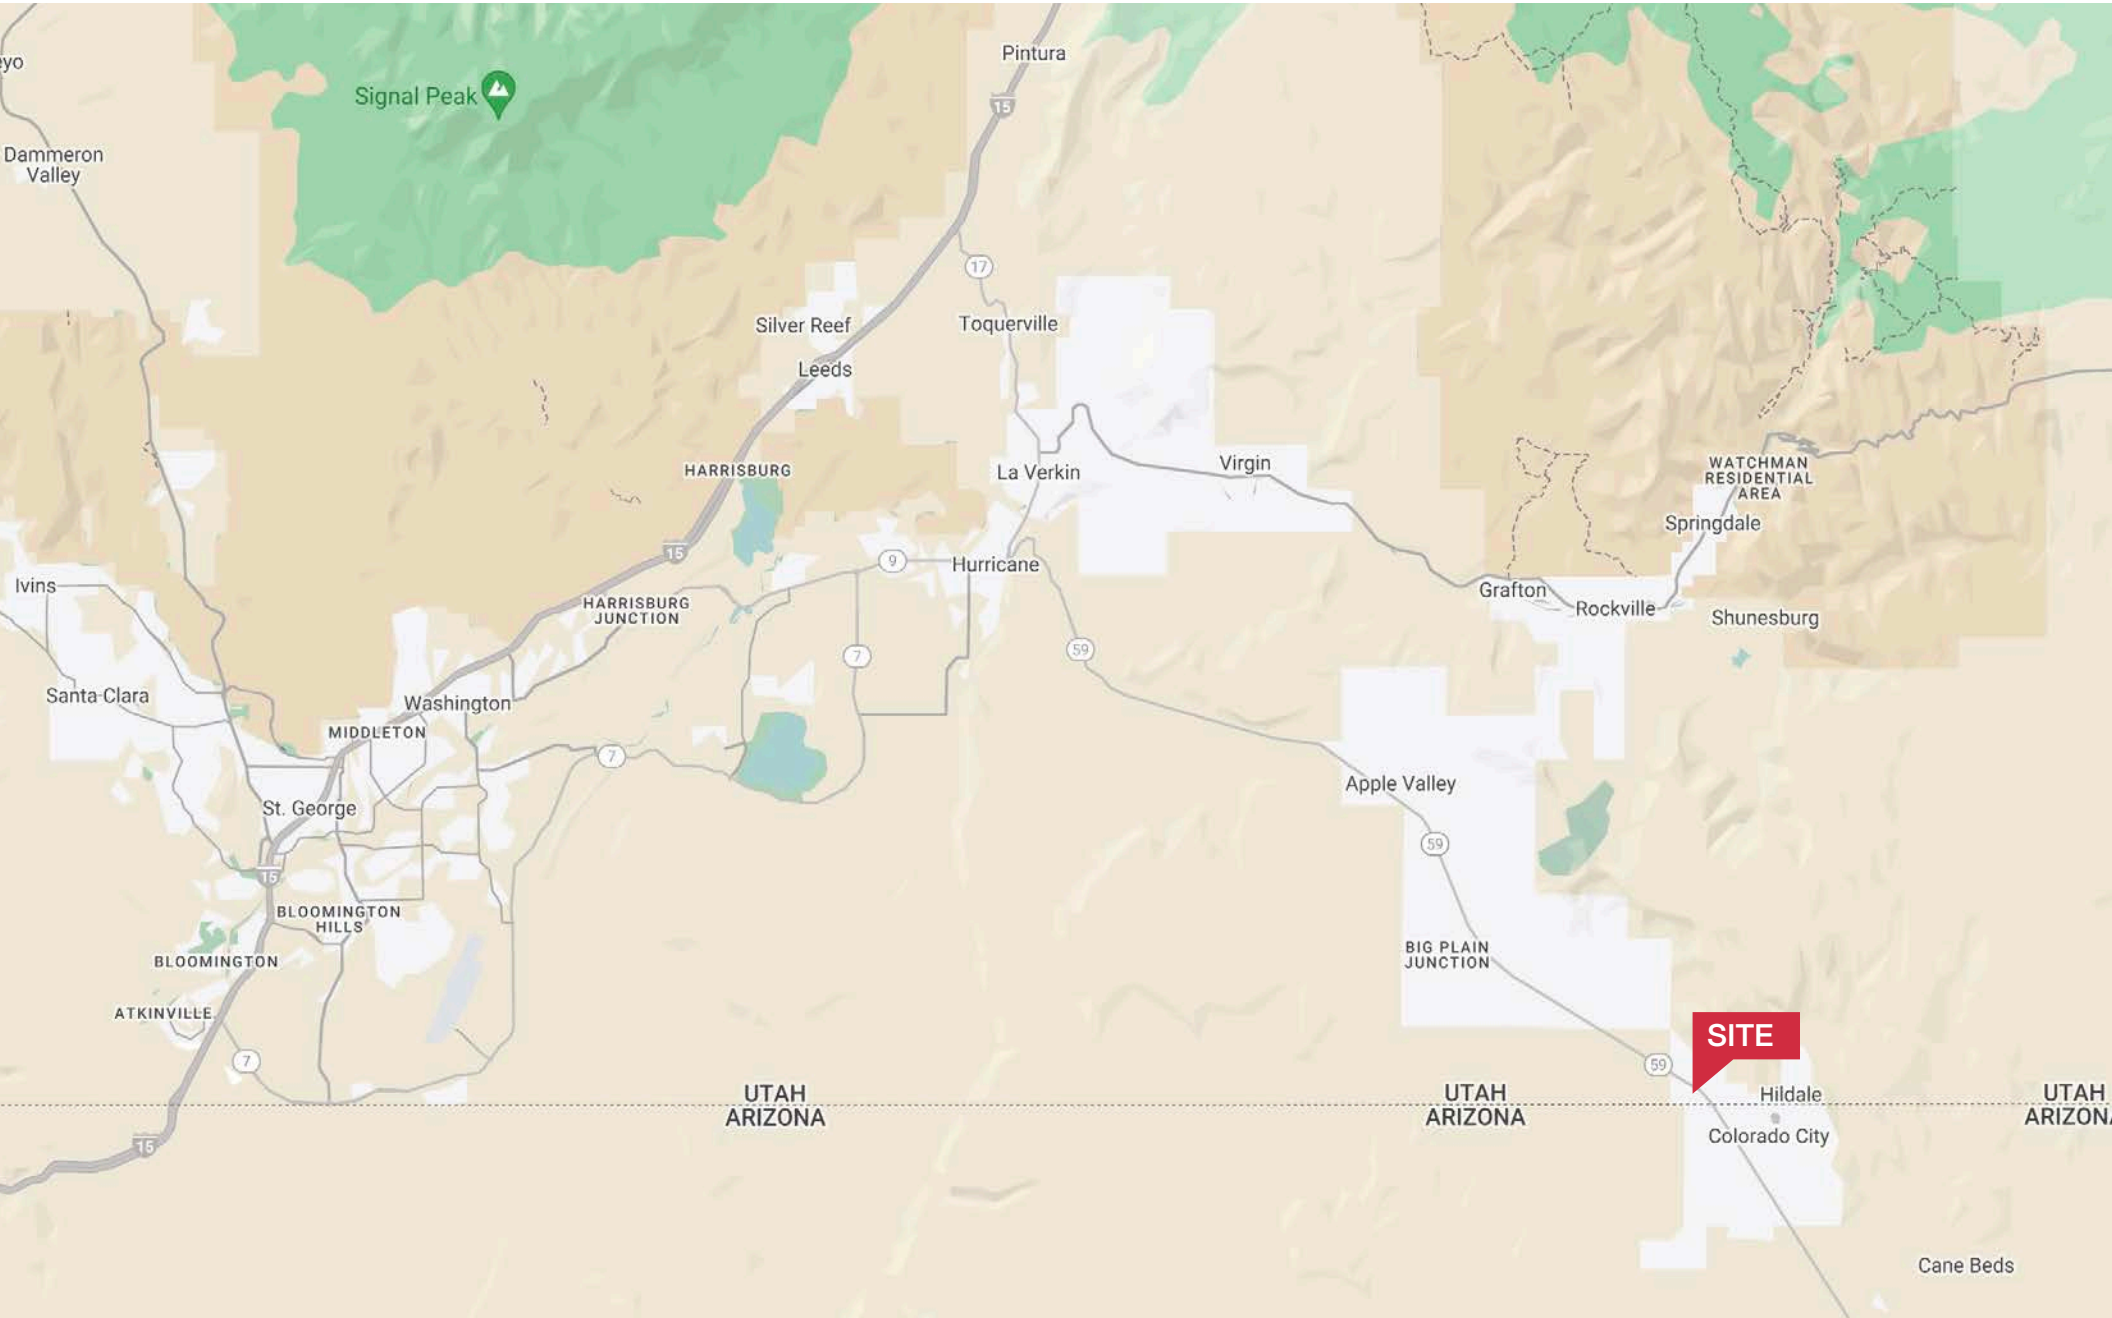 Pintura
eyo
Signal Peak
15
Dammeron
Valley
17
Silver Reef
Toquerville
Leeds
HARRISBURG
La Verkin
Virgin
WATCHMAN
RESIDENTIAL
AREA
Springdale
15
9
Hurricane
Ivins
Grafton
HARRISBURG
JUNCTION
Rockville
Shunesburg
7
59
Santa Clara
Washington
MIDDLETON
7
Apple Valley
St. George
59
15
BLOOMINGTON
HILLS
BIG PLAIN
JUNCTION
BLOOMINGTON
ATKINVILLE
SITE
7
59
UTAH
ARIZONA
UTAH
ARIZONA
Hildale
UTAH
ARIZONA
Colorado City
15
Cane Beds